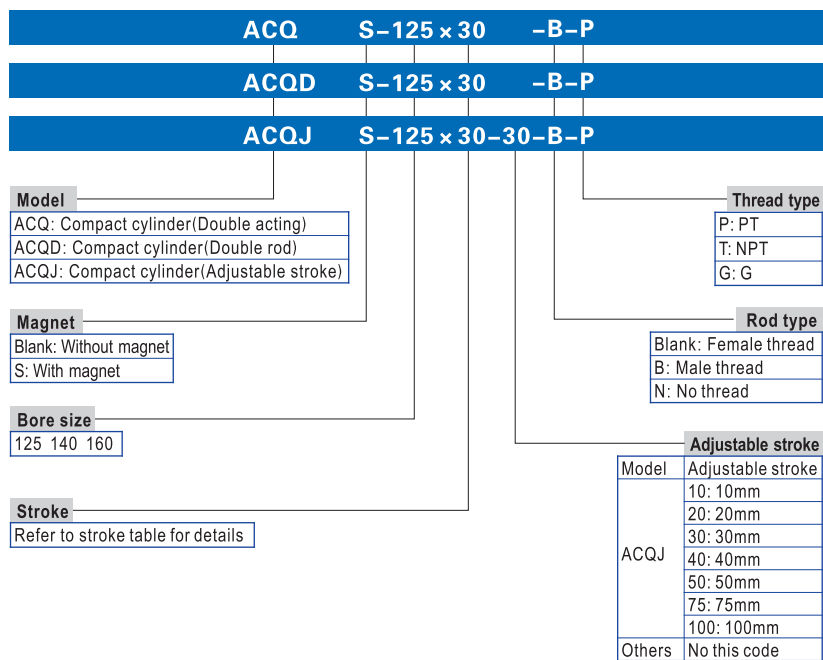 ACQ S-125×30 -B-P
ACQD S-125×30 -B-P
ACQJ S-125×30-30-B-P
Model
ACQ: Compact cylinder(Double acting)
ACQD: Compact cylinder(Double rod)
ACQJ: Compact cylinder(Adjustable stroke)
Magnet
Blank: Without magnet
S: With magnet
Bore size
125 140 160
Stroke
Refer to stroke table for details
Thread type
P: PT
T: NPT
G: G
Rod type
Blank: Female thread
B: Male thread
N: No thread
Adjustable stroke
Model Adjustable stroke
ACQJ
10: 10mm
20: 20mm
30: 30mm
40: 40mm
50: 50mm
75: 75mm
100: 100mm
Others No this code